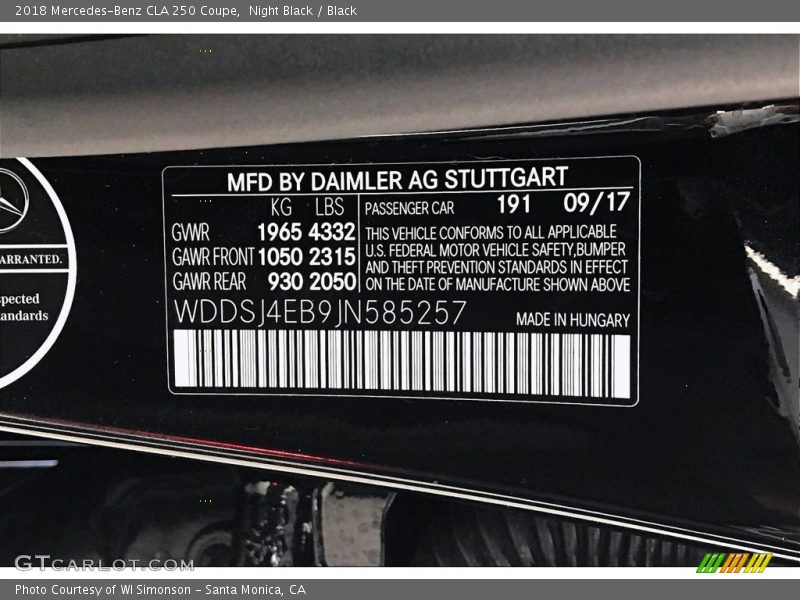 2018 Mercedes-Benz CLA 250 Coupe, Night Black / Black
MFD BY DAIMLER AG STUTTGART
KG LBS PASSENGER CAR 191 09/17
GWR 1965 4332 THIS VEHICLE CONFORMS TO ALL APPLICABLE
GAWR FRONT 1050 2315 U.S. FEDERAL MOTOR VEHICLE SAFETY,BUMPER
AND THEFT PREVENTION STANDARDS IN EFFECT
GAWR REAR 930 2050 ON THE DATE OF MANUFACTURE SHOWN ABOVE
WDDSJ4EB9JN585257 MADE IN HUNGARY
ARRANTED.
spected
tandards
GTCARLOT.COM
Photo Courtesy of WI Simonson - Santa Monica, CA